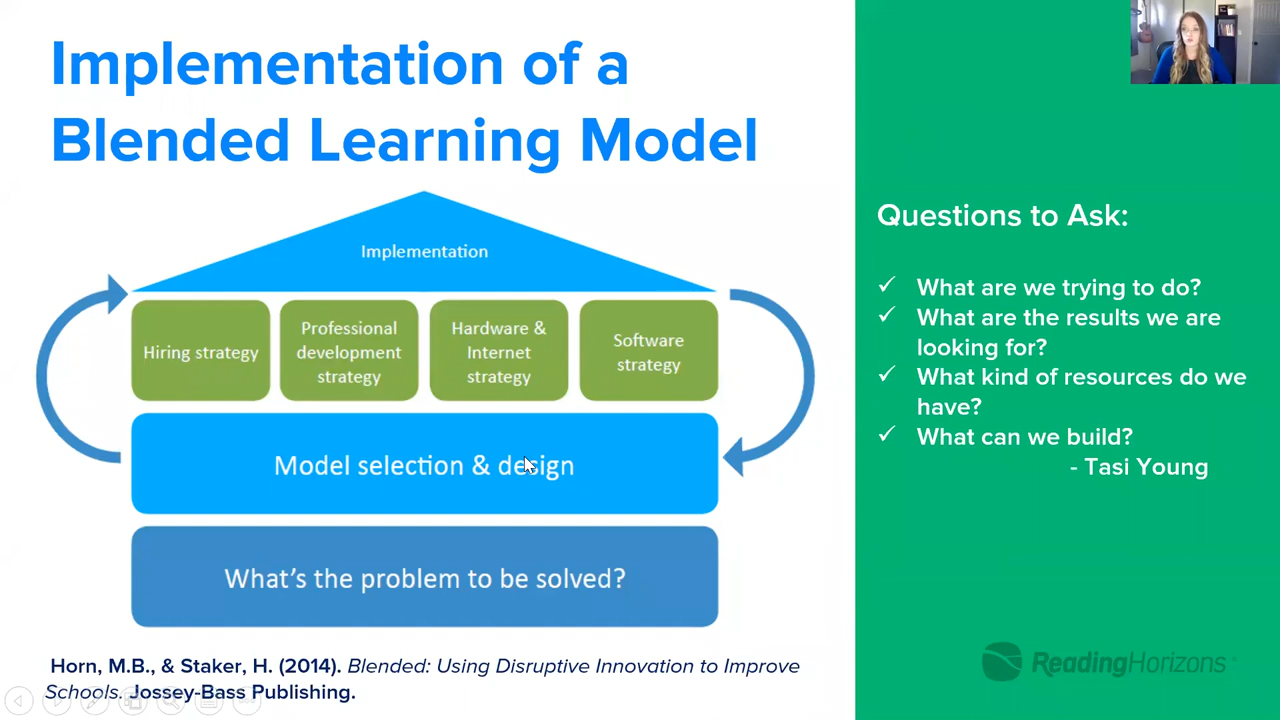 Implementation of a
Blended Learning Model
Implementation
Hiring strategy
Professional
development
strategy
Hardware &
Internet
strategy
Software
strategy
Model selection & design
What's the problem to be solved?
Horn, M.B., & Staker, H. (2014). Blended: Using Disruptive Innovation to Improve
Schools. Jossey-Bass Publishing.
Questions to Ask:
✓ What are we trying to do?
✓ What are the results we are
looking for?
✓ What kind of resources do we
have?
✓ What can we build?
- Tasi Young
ReadingHorizons